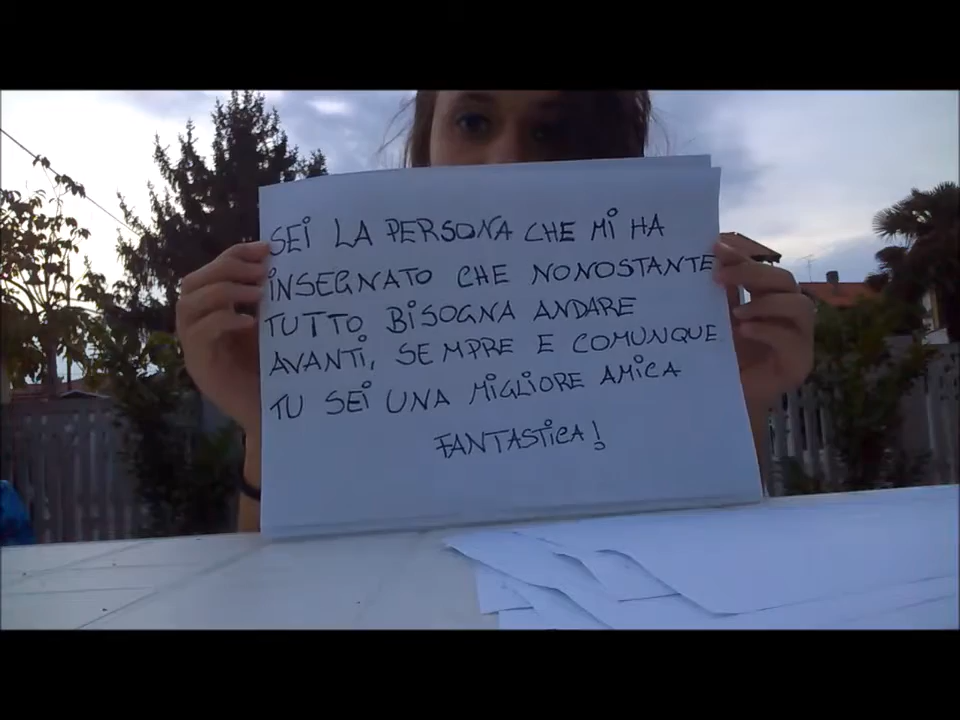 SEI LA PERSONA CHE MI HA
INSEGNATO CHE NONOSTANTE
TUTTO BISOGNA ANDARE
AVANTI, SEMPRE E COMUNQUE
TU SEI UNA MIGLIORE AMICA
FANTASTICA!